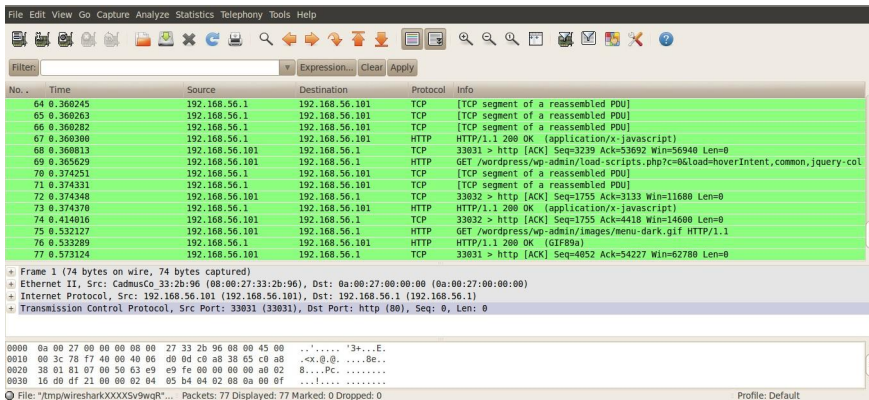 File Edit View Go Capture Analyze Statistics Telephony Tools Help
Filter: Expression... Clear Apply
No. . Time Source Destination Protocol Info
64 0.360245 192.168.56.1 192.168.56.101 TCP [TCP segment of a reassembled PDU]
65 0.360263 192.168.56.1 192.168.56.101 TCP [TCP segment of a reassembled PDU]
66 0.360282 192.168.56.1 192.168.56.101 TCP [TCP segment of a reassembled PDU]
67 0.360300 192.168.56.1 192.168.56.101 HTTP HTTP/1.1 200 OK (application/x-javascript)
68 0.360813 192.168.56.101 192.168.56.1 TCP 33031 > http [ACK] Seq=3239 Ack=53692 Win=56940 Len=0
69 0.365629 192.168.56.101 192.168.56.1 HTTP GET /wordpress/wp-admin/load-scripts.php?c=0&load=hoverIntent,common,jquery-col
70 0.374251 192.168.56.1 192.168.56.101 TCP [TCP segment of a reassembled PDU]
71 0.374331 192.168.56.1 192.168.56.101 TCP [TCP segment of a reassembled PDU]
72 0.374348 192.168.56.101 192.168.56.1 TCP 33032 > http [ACK] Seq=1755 Ack=3133 Win=11680 Len=0
73 0.374370 192.168.56.1 192.168.56.101 HTTP HTTP/1.1 200 OK (application/x-javascript)
74 0.414016 192.168.56.101 192.168.56.1 TCP 33032 > http [ACK] Seq=1755 Ack=4418 Win=14600 Len=0
75 0.532127 192.168.56.101 192.168.56.1 HTTP GET /wordpress/wp-admin/images/menu-dark.gif HTTP/1.1
76 0.533289 192.168.56.1 192.168.56.101 HTTP HTTP/1.1 200 OK (GIF89a)
77 0.573124 192.168.56.101 192.168.56.1 TCP 33031 > http [ACK] Seq=4052 Ack=54227 Win=62780 Len=0
Frame 1 (74 bytes on wire, 74 bytes captured)
Ethernet II, Src: CadmusCo_33:2b:96 (08:00:27:33:2b:96), Dst: 0a:00:27:00:00:00 (0a:00:27:00:00:00)
Internet Protocol, Src: 192.168.56.101 (192.168.56.101), Dst: 192.168.56.1 (192.168.56.1)
Transmission Control Protocol, Src Port: 33031 (33031), Dst Port: http (80), Seq: 0, Len: 0
0000 0a 00 27 00 00 00 08 00 27 33 2b 96 08 00 45 00 ..'..... '3+...E.
0010 00 3c 78 f7 40 00 40 06 d0 0d c0 a8 38 65 c0 a8 .<x.@.@. ....8e..
0020 38 01 81 07 00 50 63 e9 e9 fe 00 00 00 00 a0 02 8....Pc. ........
0030 16 d0 df 21 00 00 02 04 05 b4 04 02 08 0a 00 0f ...!.... ........
File: "/tmp/wiresharkXXXXSv9wqR"... Packets: 77 Displayed: 77 Marked: 0 Dropped: 0 Profile: Default